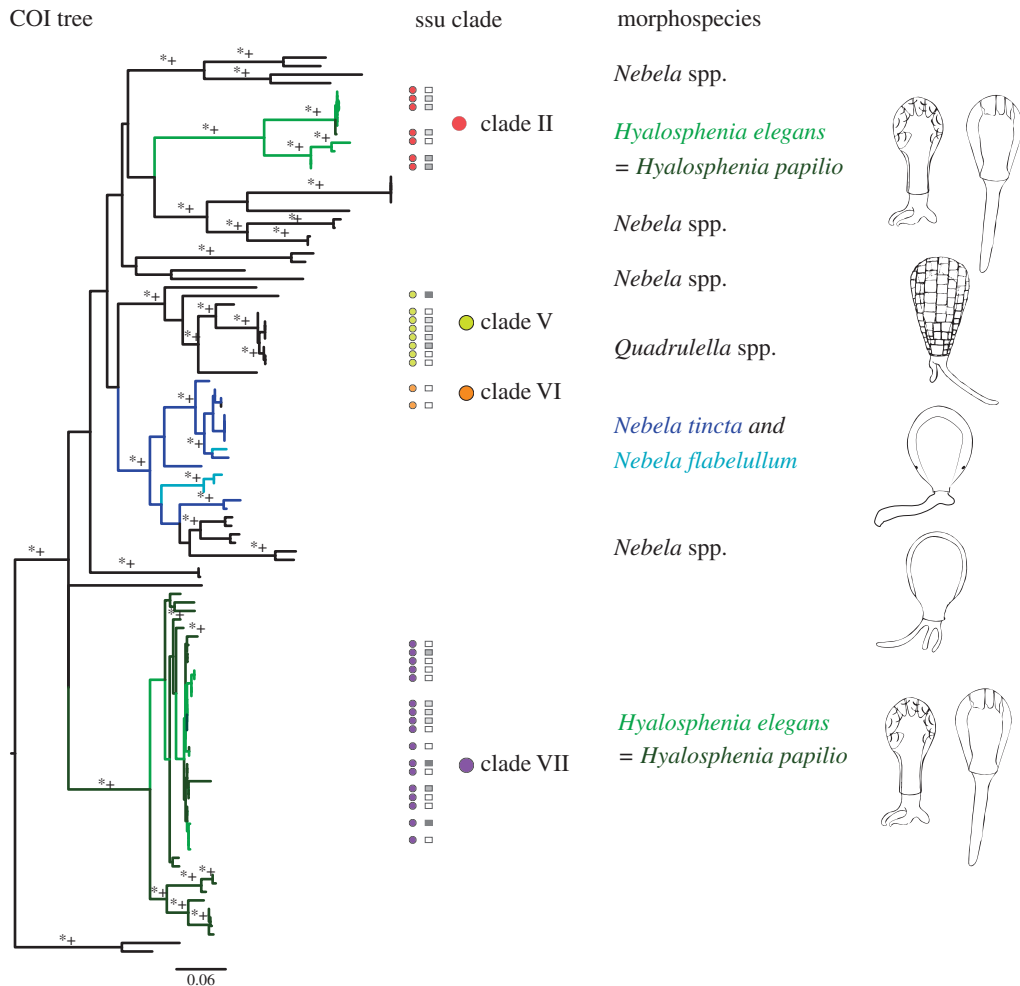 COI tree
ssu clade
morphospecies
*+
*+
*+
Nebela spp.
*+
*+
*+
clade II
Hyalosphenia elegans
= Hyalosphenia papilio
*+
*+
*+
*+
Nebela spp.
*+
Nebela spp.
*+
*+
*+
*+
clade V
Quadrulella spp.
clade VI
*+
*+
*+
Nebela tincta and
Nebela flabelullum
*+
*+
*+
*+
*+
Nebela spp.
*+
*+
*+
Hyalosphenia elegans
= Hyalosphenia papilio
clade VII
*+
*+
*+
*+
*+
*+
0.06